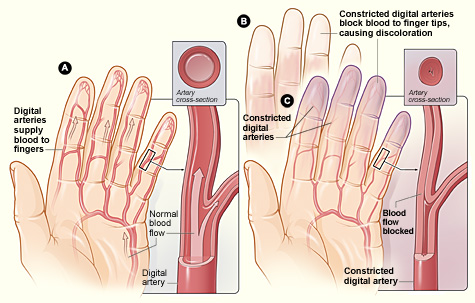 A
Digital
arteries
supply
blood to
fingers
Artery
cross-section
Normal
blood
flow
Digital
artery
B
Constricted digital arteries
block blood to finger tips,
causing discoloration
C
Constricted
digital
arteries
Artery
cross-section
Blood
flow
blocked
Constricted
digital artery